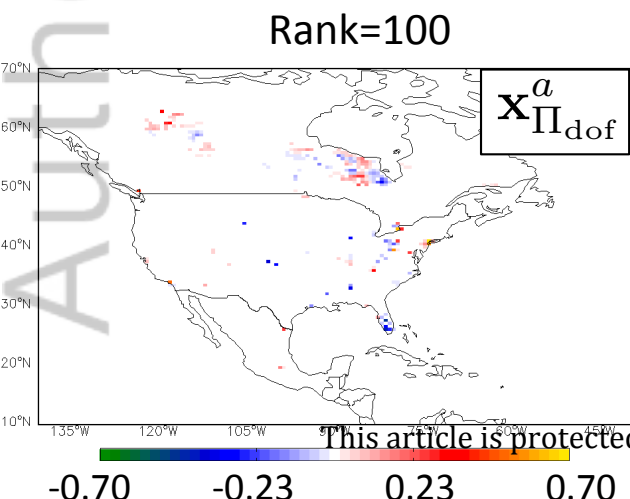 Rank=100
Auth
70°N
60°N
50°N
40°N
30°N
20°N
10°N
x^a_{Π_dof}
135°W 120°W 105°W 75°W 60°W 45°W
This article is protected
-0.70 -0.23 0.23 0.70